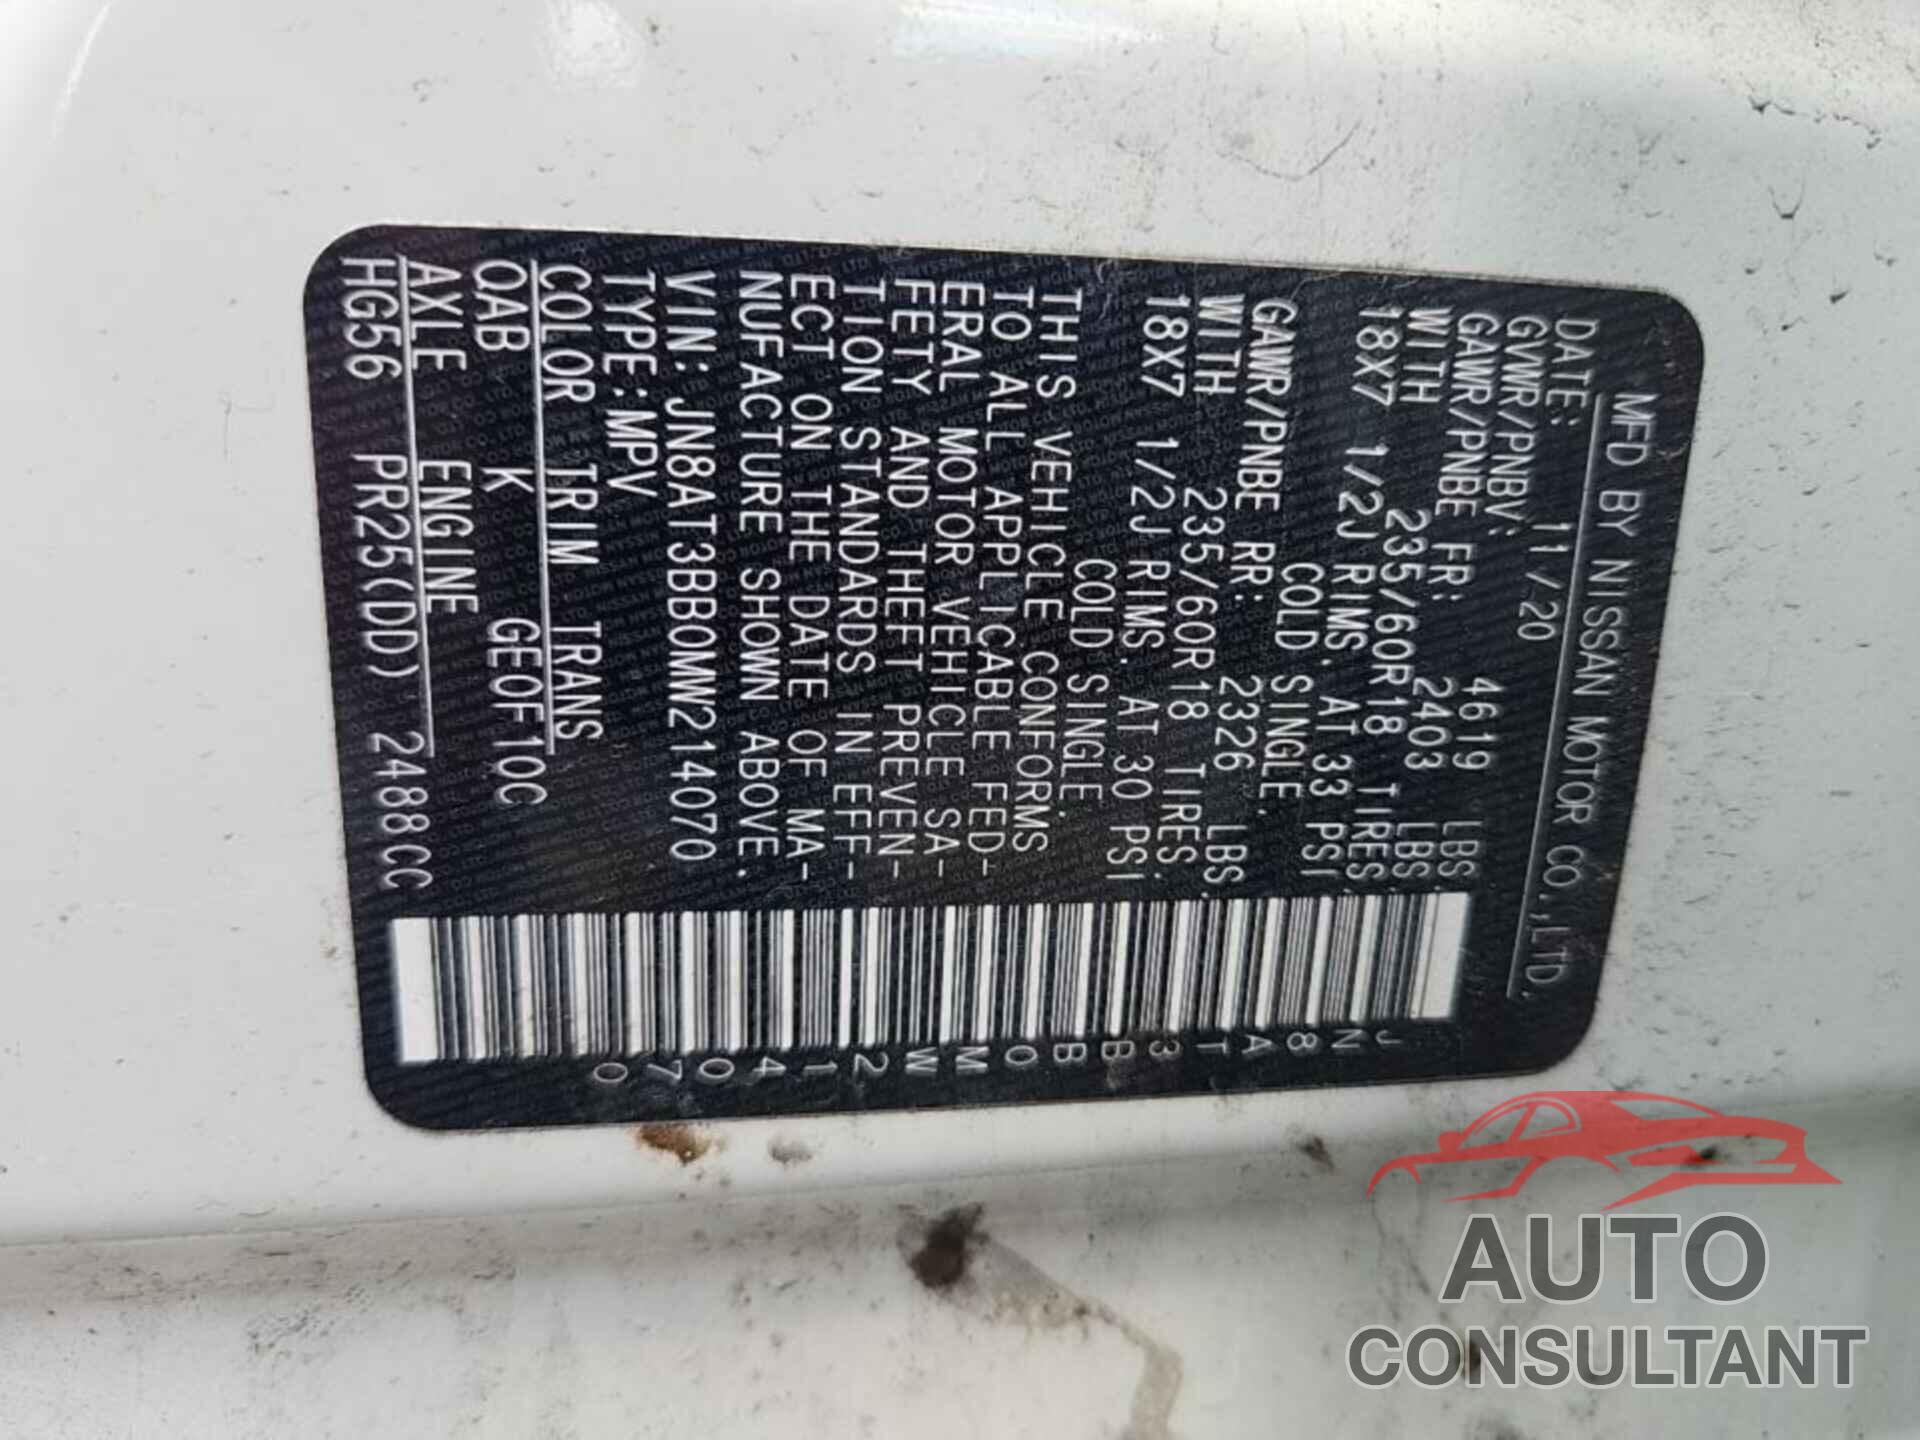 MFD BY NISSAN MOTOR CO.,LTD.
DATE: 11/20
GVWR/PNBV: 4619 LBS.
GAWR/PNBE FR: 2403 LBS.
WITH 235/60R18 TIRES,
18X7 1/2J RIMS, AT 33 PSI
COLD SINGLE.
GAWR/PNBE RR: 2326 LBS.
WITH 235/60R18 TIRES,
18X7 1/2J RIMS, AT 30 PSI
COLD SINGLE.
THIS VEHICLE CONFORMS
TO ALL APPLICABLE FED-
ERAL MOTOR VEHICLE SA-
FETY AND THEFT PREVEN-
TION STANDARDS IN EFF-
ECT ON THE DATE OF MA-
NUFACTURE SHOWN ABOVE.
VIN: JN8AT3BB0MW214070
TYPE:MPV
COLOR TRIM TRANS
QAB K GE0F10C
AXLE ENGINE
HG56 PR25(DD) 2488CC
JN8AT3BB0MW214070
AUTO
CONSULTANT